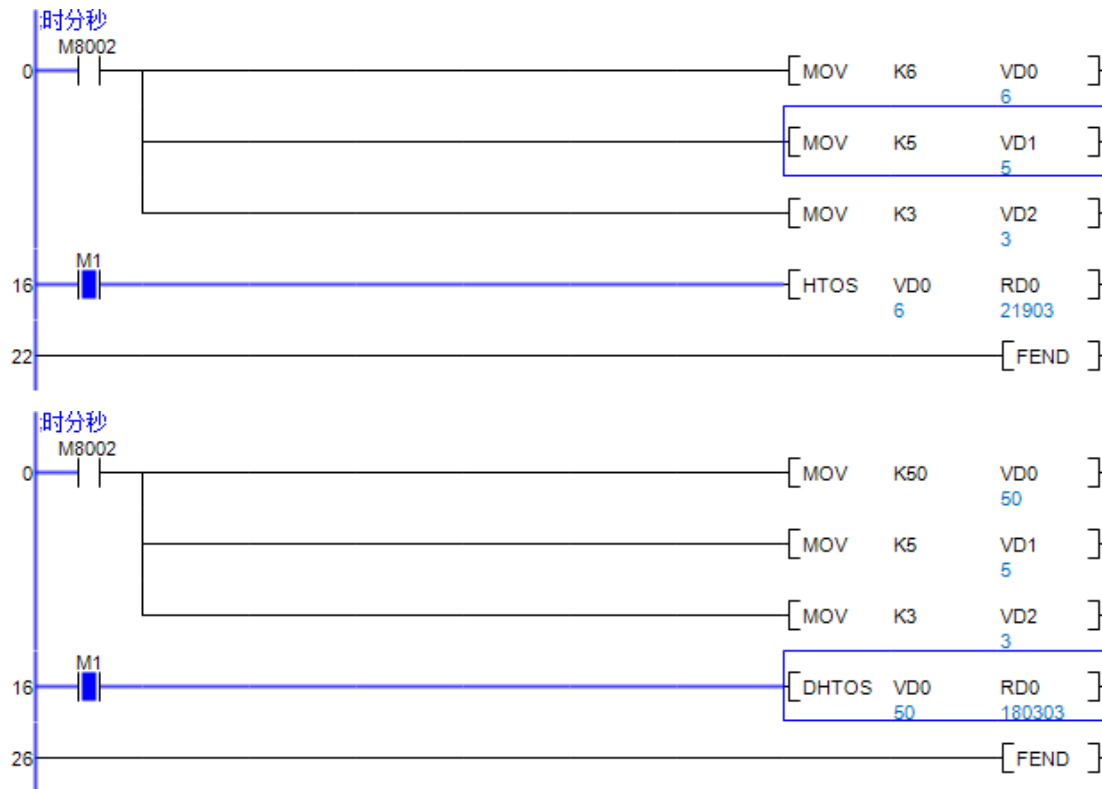 ;时分秒
M8002
0 MOV K6 VD0
6
MOV K5 VD1
5
MOV K3 VD2
3
M1
16 HTOS VD0 RD0
6 21903
22 FEND
;时分秒
M8002
0 MOV K50 VD0
50
MOV K5 VD1
5
MOV K3 VD2
3
M1
16 DHTOS VD0 RD0
50 180303
26 FEND